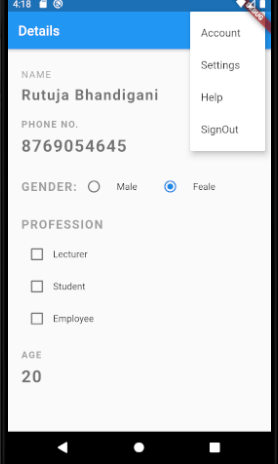 4:18
Details
Account
Settings
Help
SignOut
NAME
Rutuja Bhandigani
PHONE NO.
8769054645
GENDER: Male Feale
PROFESSION
Lecturer
Student
Employee
AGE
20